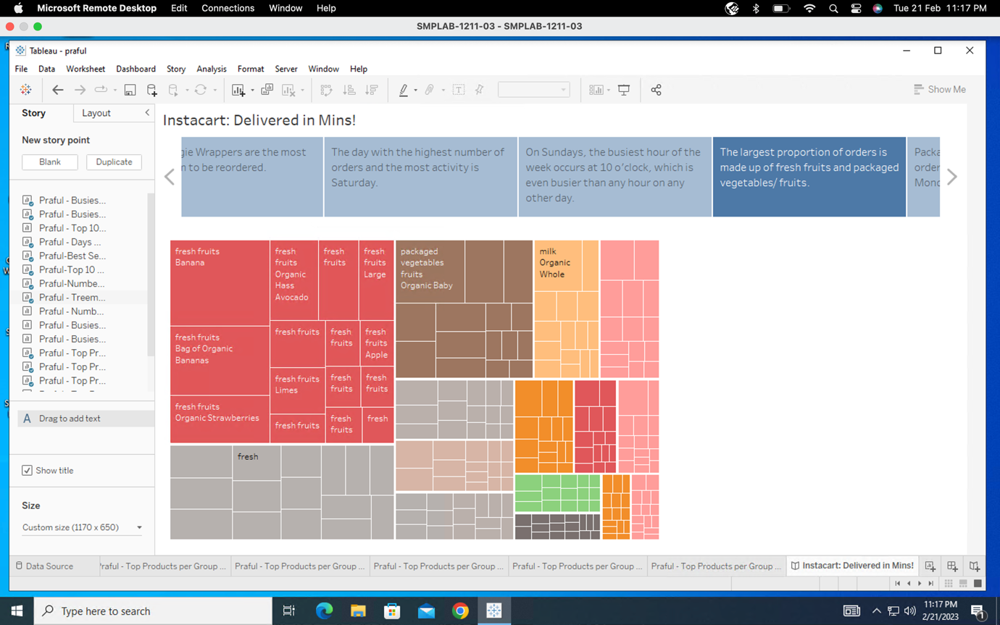 Microsoft Remote Desktop Edit Connections Window Help Tue 21 Feb 11:17 PM
SMPLAB-1211-03 - SMPLAB-1211-03
Tableau - praful
File Data Worksheet Dashboard Story Analysis Format Server Window Help
Show Me
Story Layout
New story point
Blank Duplicate
Praful - Busies...
Praful - Busies...
Praful - Top 10...
Praful - Days ...
Praful-Best Se...
Praful-Top 10 ...
Praful-Numbe...
Praful - Treem...
Praful - Numb...
Praful - Busies...
Praful - Busies...
Praful - Top Pr...
Praful - Top Pr...
Praful - Top Pr...
A Drag to add text
Show title
Size
Custom size (1170 x 650)
Instacart: Delivered in Mins!
gie Wrappers are the most
to be reordered.
The day with the highest number of
orders and the most activity is
Saturday.
On Sundays, the busiest hour of the
week occurs at 10 o'clock, which is
even busier than any hour on any
other day.
The largest proportion of orders is
made up of fresh fruits and packaged
vegetables/ fruits.
Packa
order
Mond
fresh fruits
Banana
fresh
fruits
Organic
Hass
Avocado
fresh
fruits
fresh
fruits
Large
fresh fruits
Bag of Organic
Bananas
fresh fruits
fresh
fruits
fresh
fruits
Apple
fresh fruits
Limes
fresh
fruits
fresh
fruits
fresh fruits
Organic Strawberries
fresh fruits
fresh
fruits
fresh
packaged
vegetables
fruits
Organic Baby
milk
Organic
Whole
fresh
Data Source Praful - Top Products per Group ... Praful - Top Products per Group ... Praful - Top Products per Group ... Praful - Top Products per Group ... Praful - Top Products per Group ... Instacart: Delivered in Mins!
Type here to search
11:17 PM
2/21/2023
1